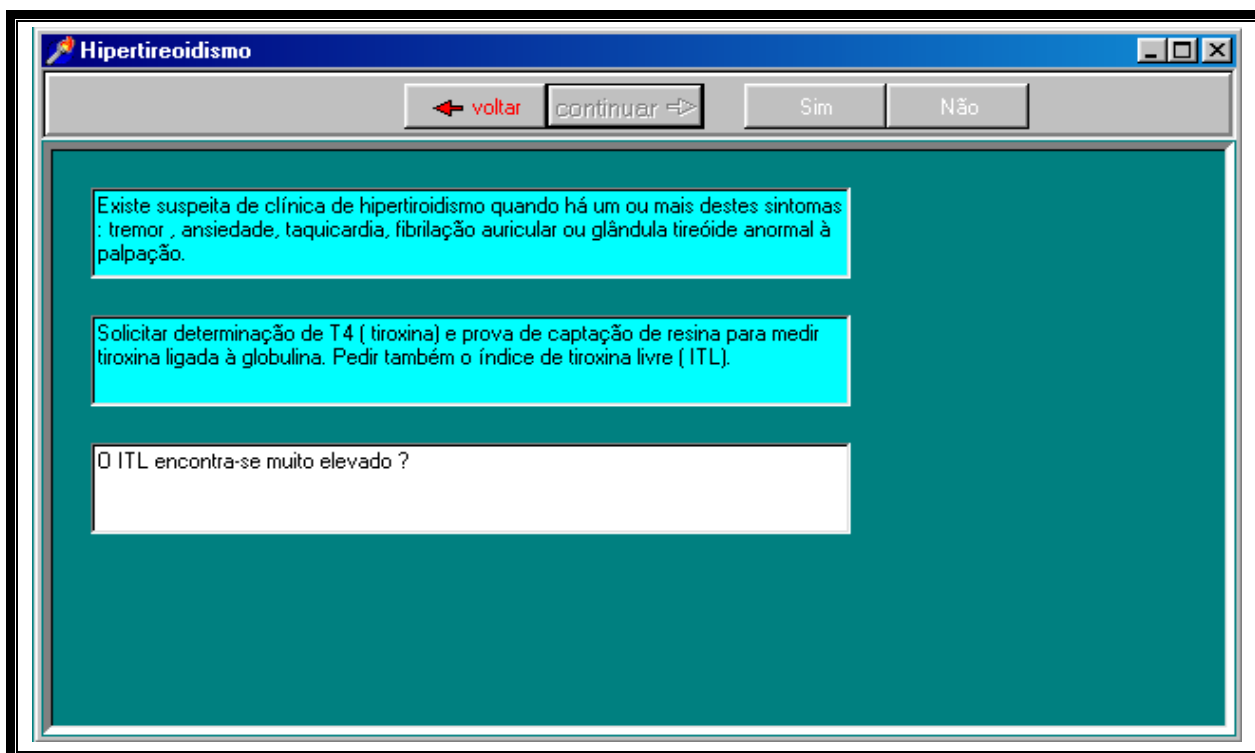 Hipertireoidismo
voltar continuar Sim Não
Existe suspeita de clínica de hipertiroidismo quando há um ou mais destes sintomas
: tremor , ansiedade, taquicardia, fibrilação auricular ou glândula tireóide anormal à
palpação.
Solicitar determinação de T4 ( tiroxina) e prova de captação de resina para medir
tiroxina ligada à globulina. Pedir também o índice de tiroxina livre ( ITL).
O ITL encontra-se muito elevado ?